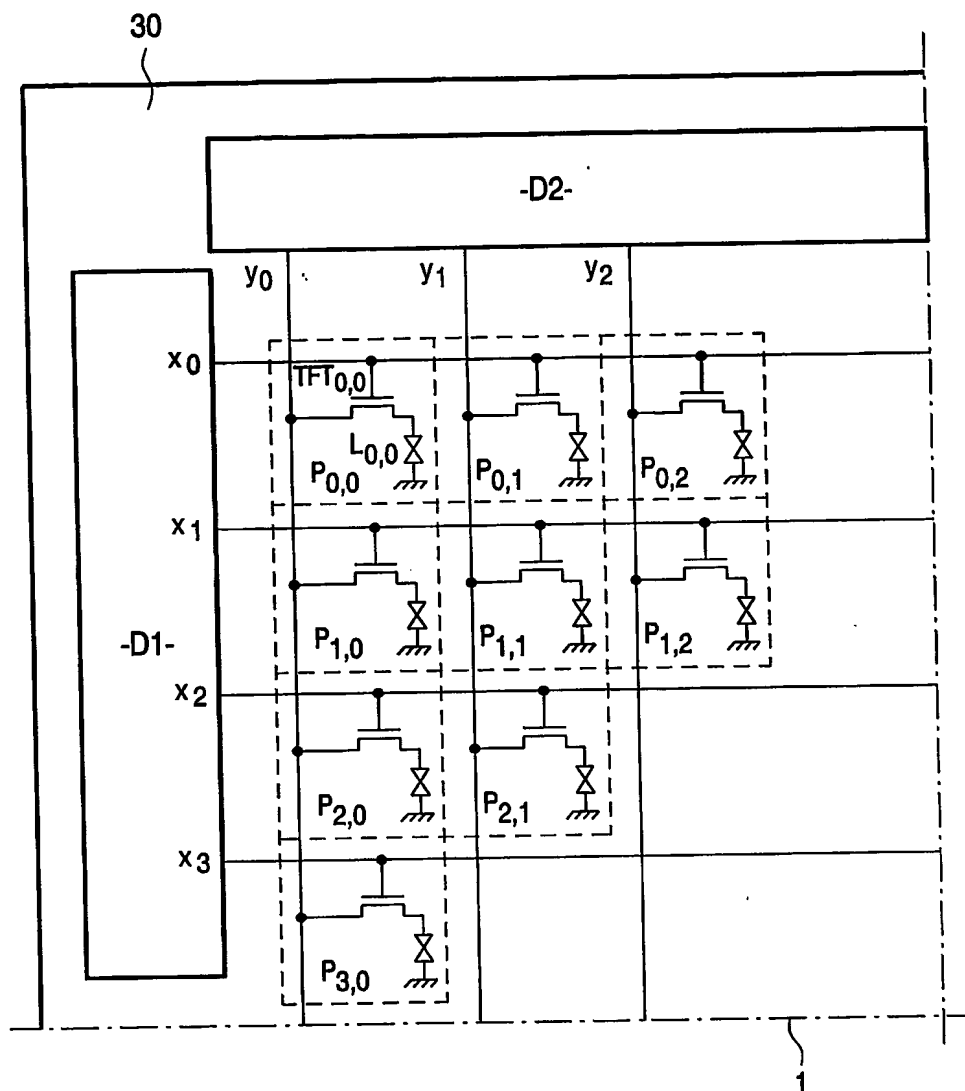 30
-D2-
y0 y1 y2
x0
TFT0,0
L0,0
P0,0 P0,1 P0,2
x1
-D1-
P1,0 P1,1 P1,2
x2
P2,0 P2,1
x3
P3,0
1